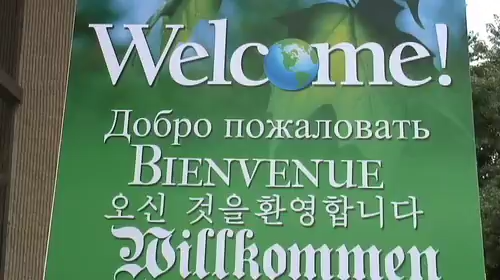 Welcome!
Добро пожаловать
BIENVENUE
오신 것을환영합니다
Willkommen